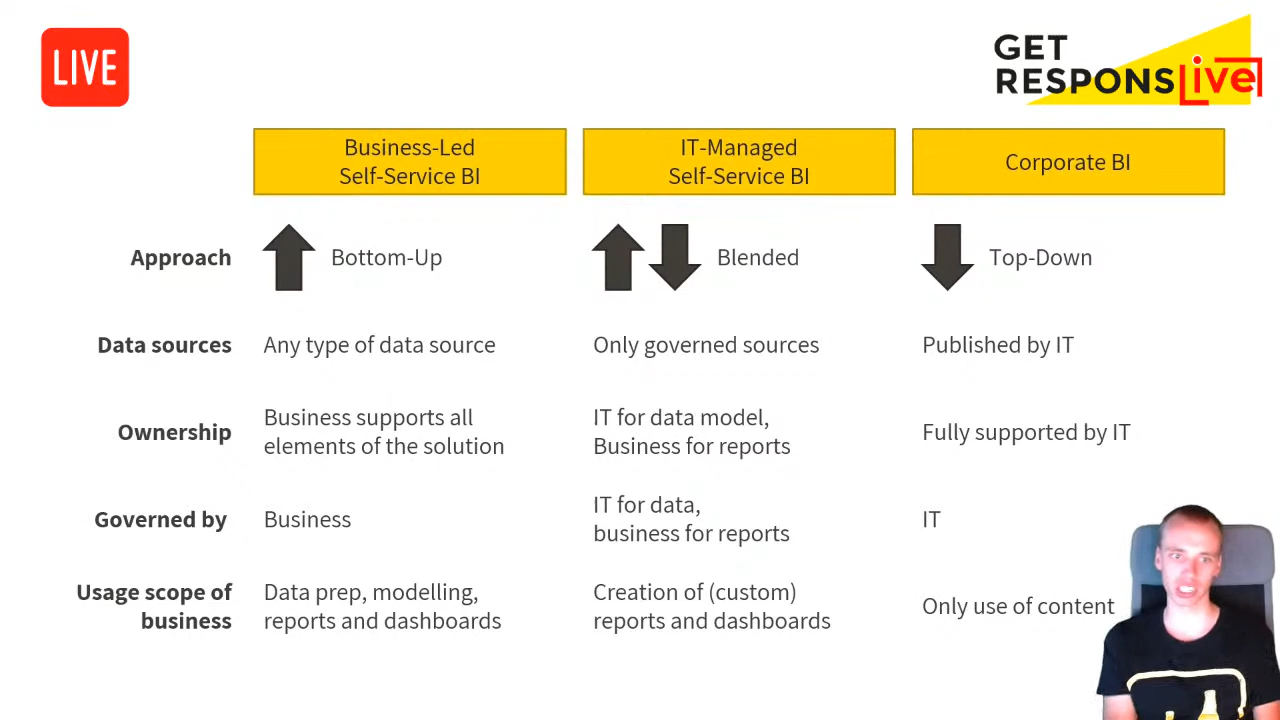 LIVE
GET
RESPONSLive
Business-Led
Self-Service BI
IT-Managed
Self-Service BI
Corporate BI
Approach
Bottom-Up
Blended
Top-Down
Data sources
Any type of data source
Only governed sources
Published by IT
Ownership
Business supports all
elements of the solution
IT for data model,
Business for reports
Fully supported by IT
Governed by
Business
IT for data,
business for reports
IT
Usage scope of
business
Data prep, modelling,
reports and dashboards
Creation of (custom)
reports and dashboards
Only use of content